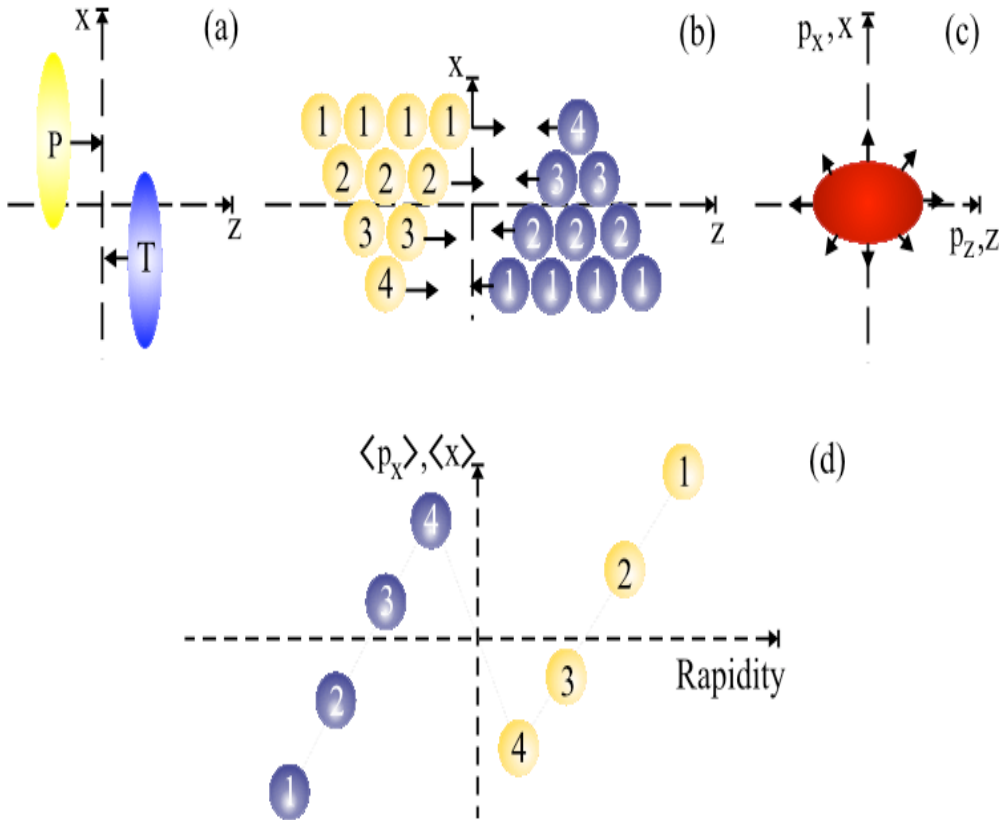 x (a)
P
z
T
(b)
x
1 1 1 1 4
2 2 2 3 3
z
3 3 2 2 2
4 1 1 1 1
(c)
pₓ,x
p_z,z
⟨pₓ⟩,⟨x⟩ (d)
1
4
2
3
Rapidity
3
2
4
1